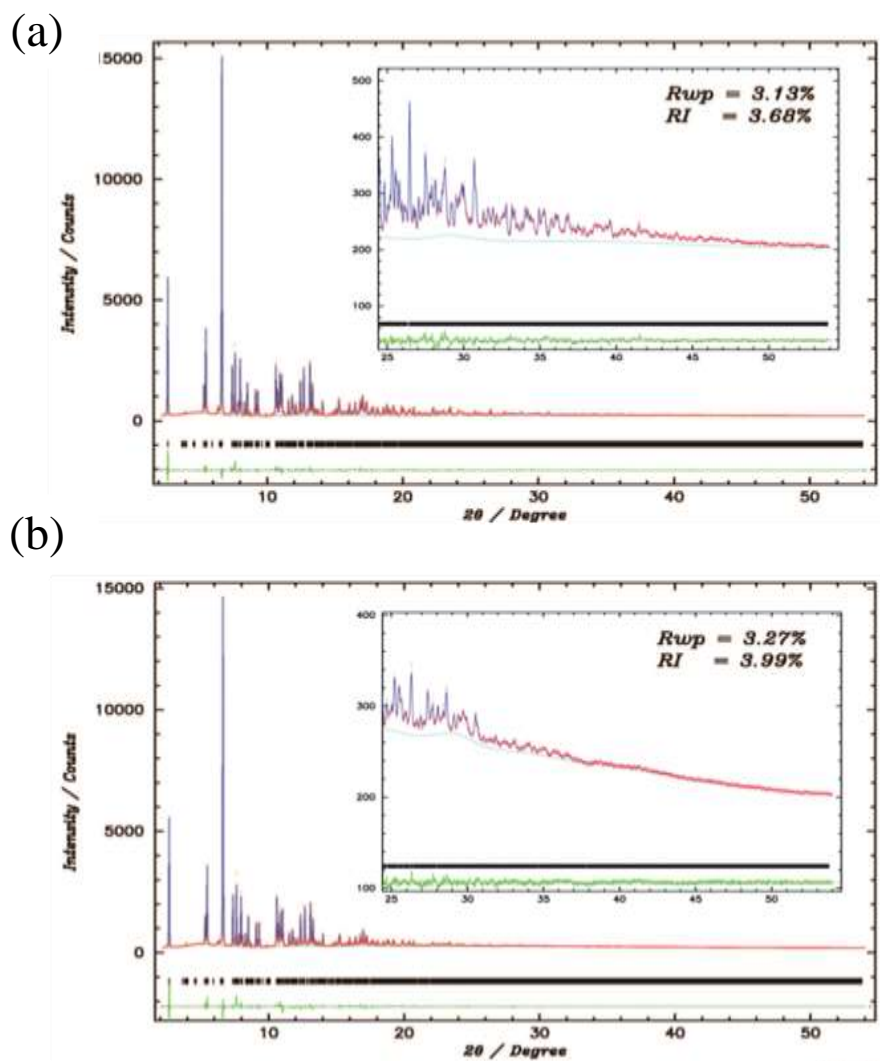 (a)
15000
10000
5000
0
Intensity / Counts
10 20 30 40 50
2θ / Degree
500
400
300
200
100
25 30 35 40 45 50
Rwp = 3.13%
RI = 3.68%
(b)
15000
10000
5000
0
Intensity / Counts
10 20 30 40 50
2θ / Degree
400
300
200
100
25 30 35 40 45 50
Rwp = 3.27%
RI = 3.99%